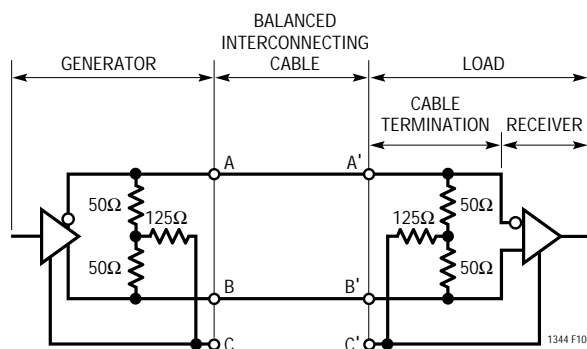 BALANCED
INTERCONNECTING
CABLE
GENERATOR
LOAD
CABLE
TERMINATION
RECEIVER
A
A'
50Ω
125Ω
50Ω
125Ω
50Ω
50Ω
B
B'
C
C'
1344 F10